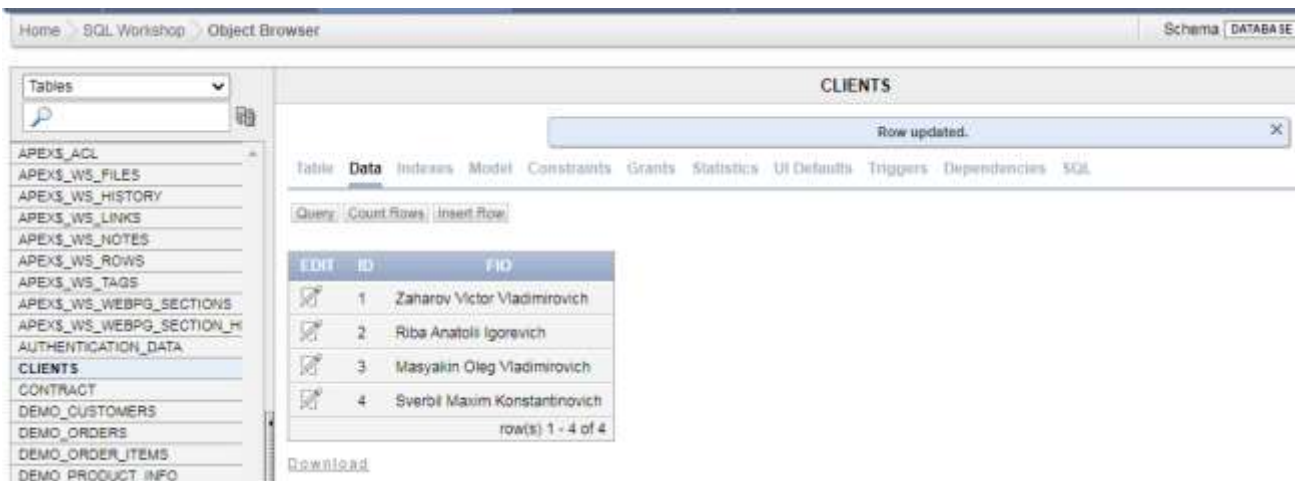 Home SQL Workshop Object Browser Schema DATABASE
Tables
CLIENTS
Row updated.
APEX$_ACL
APEX$_WS_FILES
APEX$_WS_HISTORY
APEX$_WS_LINKS
APEX$_WS_NOTES
APEX$_WS_ROWS
APEX$_WS_TAGS
APEX$_WS_WEBPG_SECTIONS
APEX$_WS_WEBPG_SECTION_HI
AUTHENTICATION_DATA
CLIENTS
CONTRACT
DEMO_CUSTOMERS
DEMO_ORDERS
DEMO_ORDER_ITEMS
DEMO_PRODUCT_INFO
Table Data Indexes Model Constraints Grants Statistics UI Defaults Triggers Dependencies SQL
Query Count Rows Insert Row
EDIT ID FIO
1 Zaharov Victor Vladimirovich
2 Riba Anatolii Igorevich
3 Masyakin Oleg Vladimirovich
4 Sverbil Maxim Konstantinovich
row(s) 1 - 4 of 4
Download